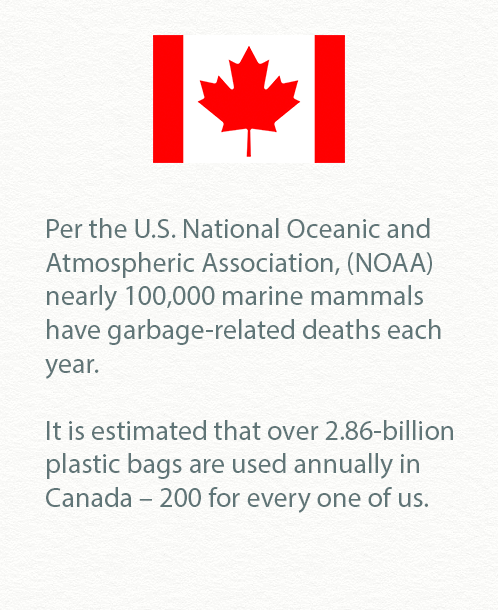 Per the U.S. National Oceanic and
Atmospheric Association, (NOAA)
nearly 100,000 marine mammals
have garbage-related deaths each
year.
It is estimated that over 2.86-billion
plastic bags are used annually in
Canada – 200 for every one of us.